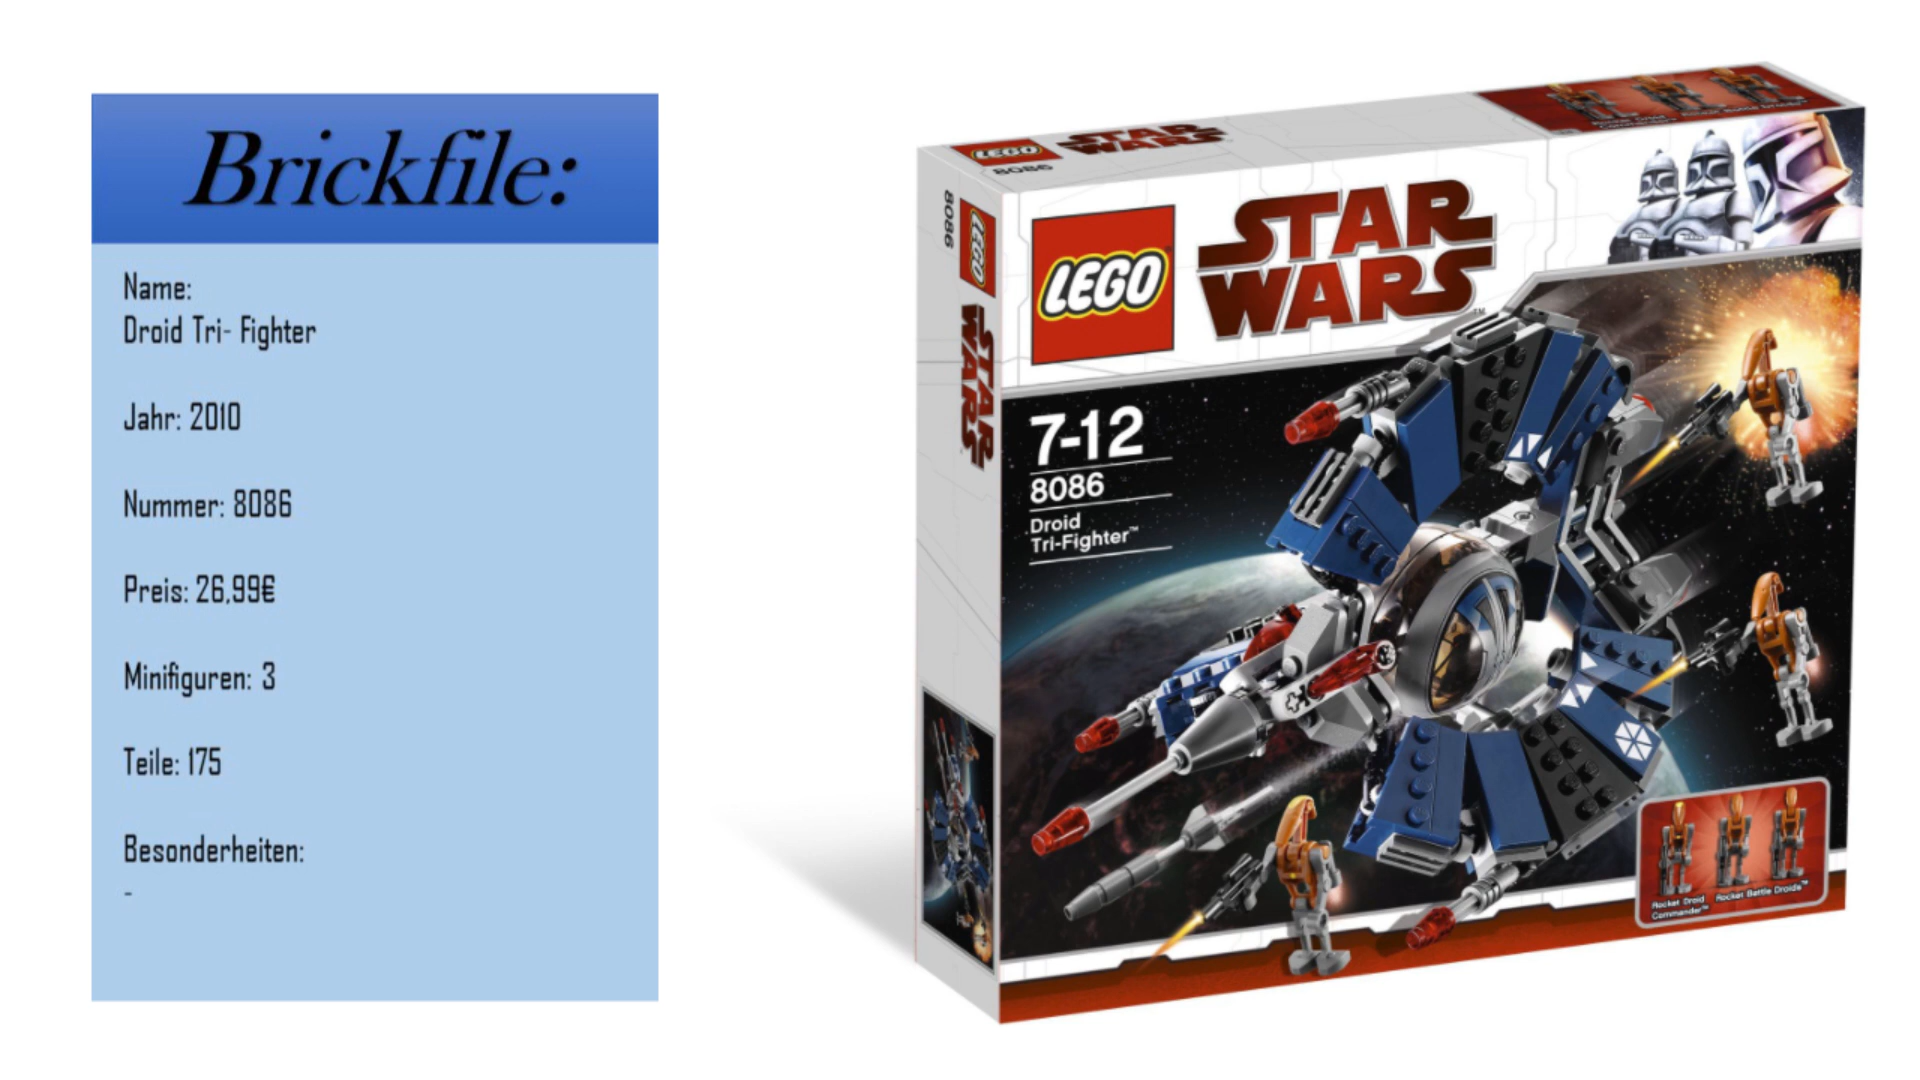 Brickfile:
Name:
Droid Tri- Fighter
Jahr: 2010
Nummer: 8086
Preis: 26,99€
Minifiguren: 3
Teile: 175
Besonderheiten:
-
LEGO
STAR
WARS
8086
8086
LEGO
STAR
WARS
LEGO
STAR
WARS™
7-12
8086
Droid
Tri-Fighter™
Rocket Droid
Commander™
Rocket Battle Droids™